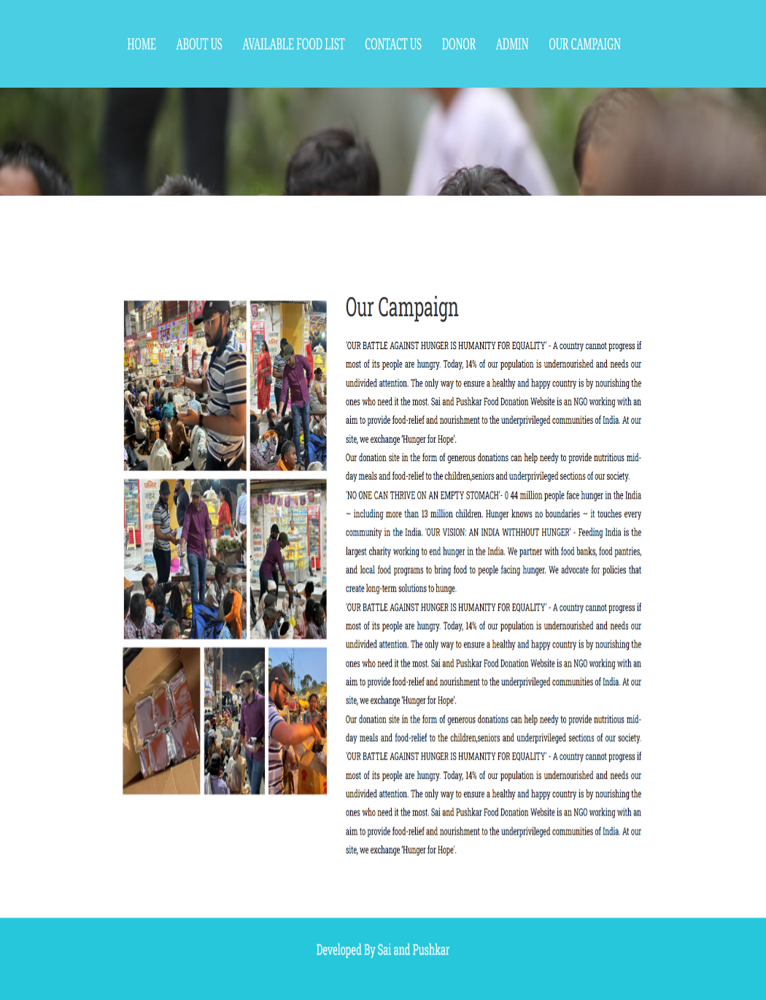 HOME ABOUT US AVAILABLE FOOD LIST CONTACT US DONOR ADMIN OUR CAMPAIGN
Our Campaign
'OUR BATTLE AGAINST HUNGER IS HUMANITY FOR EQUALITY' - A country cannot progress if
most of its people are hungry. Today, 14% of our population is undernourished and needs our
undivided attention. The only way to ensure a healthy and happy country is by nourishing the
ones who need it the most. Sai and Pushkar Food Donation Website is an NGO working with an
aim to provide food-relief and nourishment to the underprivileged communities of India. At our
site, we exchange 'Hunger for Hope'.
Our donation site in the form of generous donations can help needy to provide nutritious mid-
day meals and food-relief to the children,seniors and underprivileged sections of our society.
'NO ONE CAN THRIVE ON AN EMPTY STOMACH'- 0 44 million people face hunger in the India
– including more than 13 million children. Hunger knows no boundaries – it touches every
community in the India. 'OUR VISION: AN INDIA WITHHOUT HUNGER' - Feeding India is the
largest charity working to end hunger in the India. We partner with food banks, food pantries,
and local food programs to bring food to people facing hunger. We advocate for policies that
create long-term solutions to hunge.
'OUR BATTLE AGAINST HUNGER IS HUMANITY FOR EQUALITY' - A country cannot progress if
most of its people are hungry. Today, 14% of our population is undernourished and needs our
undivided attention. The only way to ensure a healthy and happy country is by nourishing the
ones who need it the most. Sai and Pushkar Food Donation Website is an NGO working with an
aim to provide food-relief and nourishment to the underprivileged communities of India. At our
site, we exchange 'Hunger for Hope'.
Our donation site in the form of generous donations can help needy to provide nutritious mid-
day meals and food-relief to the children,seniors and underprivileged sections of our society.
'OUR BATTLE AGAINST HUNGER IS HUMANITY FOR EQUALITY' - A country cannot progress if
most of its people are hungry. Today, 14% of our population is undernourished and needs our
undivided attention. The only way to ensure a healthy and happy country is by nourishing the
ones who need it the most. Sai and Pushkar Food Donation Website is an NGO working with an
aim to provide food-relief and nourishment to the underprivileged communities of India. At our
site, we exchange 'Hunger for Hope'.
Developed By Sai and Pushkar